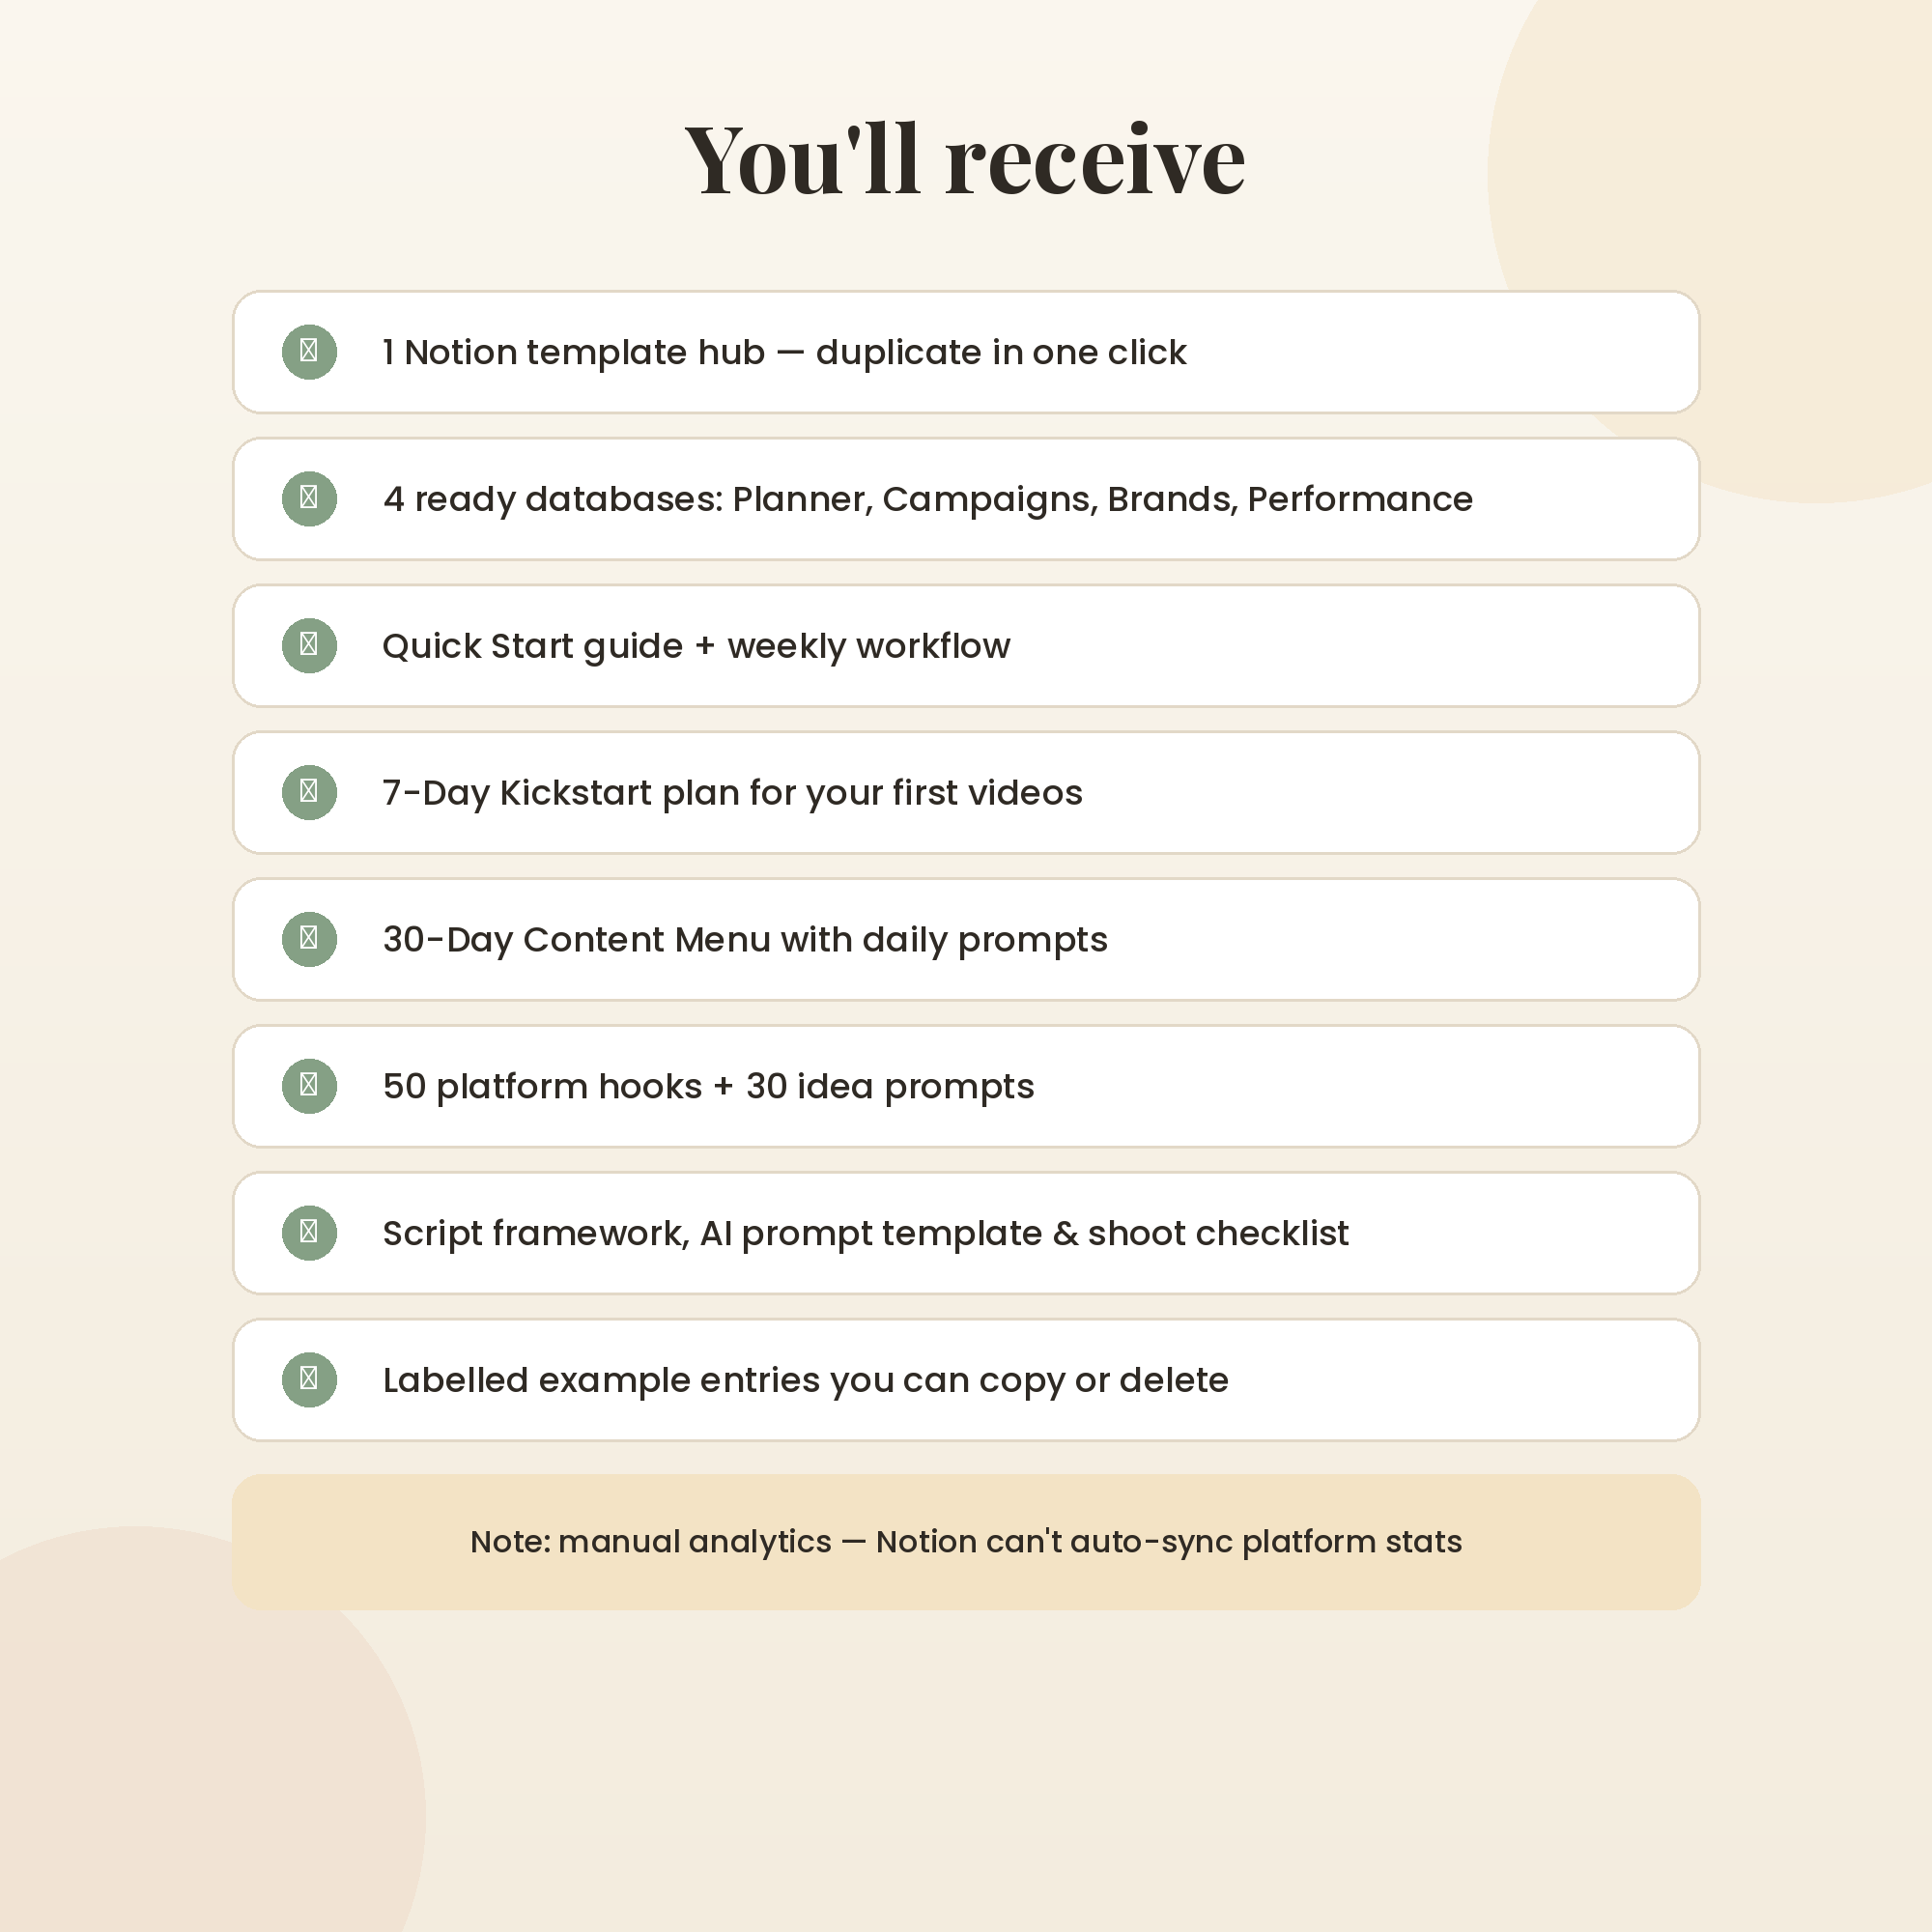 You'll receive
1 Notion template hub — duplicate in one click
4 ready databases: Planner, Campaigns, Brands, Performance
Quick Start guide + weekly workflow
7-Day Kickstart plan for your first videos
30-Day Content Menu with daily prompts
50 platform hooks + 30 idea prompts
Script framework, AI prompt template & shoot checklist
Labelled example entries you can copy or delete
Note: manual analytics — Notion can't auto-sync platform stats